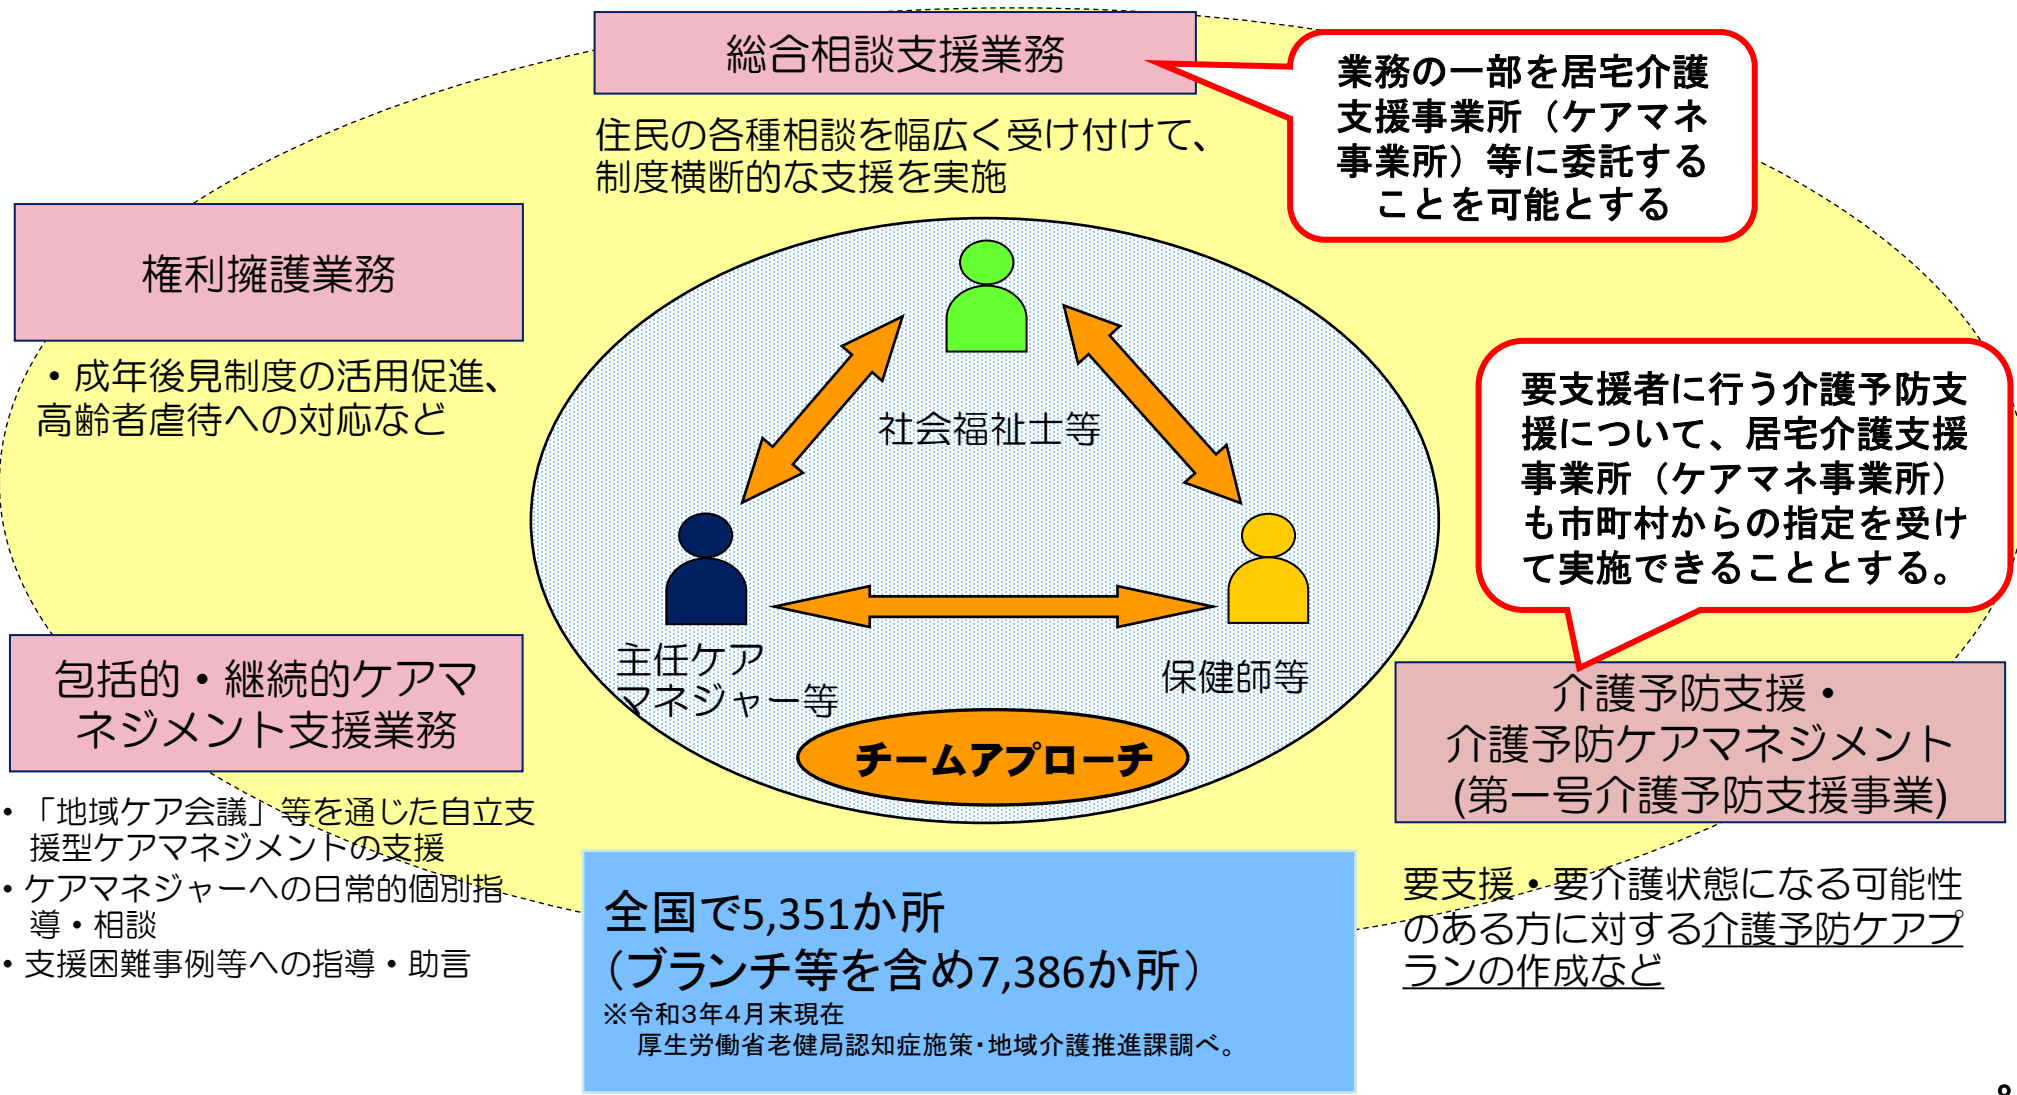 総合相談支援業務
業務の一部を居宅介護
支援事業所（ケアマネ
事業所）等に委託する
ことを可能とする
住民の各種相談を幅広く受け付けて、
制度横断的な支援を実施
権利擁護業務
・成年後見制度の活用促進、
高齢者虐待への対応など
社会福祉士等
要支援者に行う介護予防支
援について、居宅介護支援
事業所（ケアマネ事業所）
も市町村からの指定を受け
て実施できることとする。
主任ケア
マネジャー等
保健師等
チームアプローチ
包括的・継続的ケアマ
ネジメント支援業務
・「地域ケア会議」等を通じた自立支
援型ケアマネジメントの支援
・ケアマネジャーへの日常的個別指
導・相談
・支援困難事例等への指導・助言
介護予防支援・
介護予防ケアマネジメント
(第一号介護予防支援事業)
要支援・要介護状態になる可能性
のある方に対する介護予防ケアプ
ランの作成など
全国で5,351か所
（ブランチ等を含め7,386か所）
※令和3年4月末現在
厚生労働省老健局認知症施策・地域介護推進課調べ。